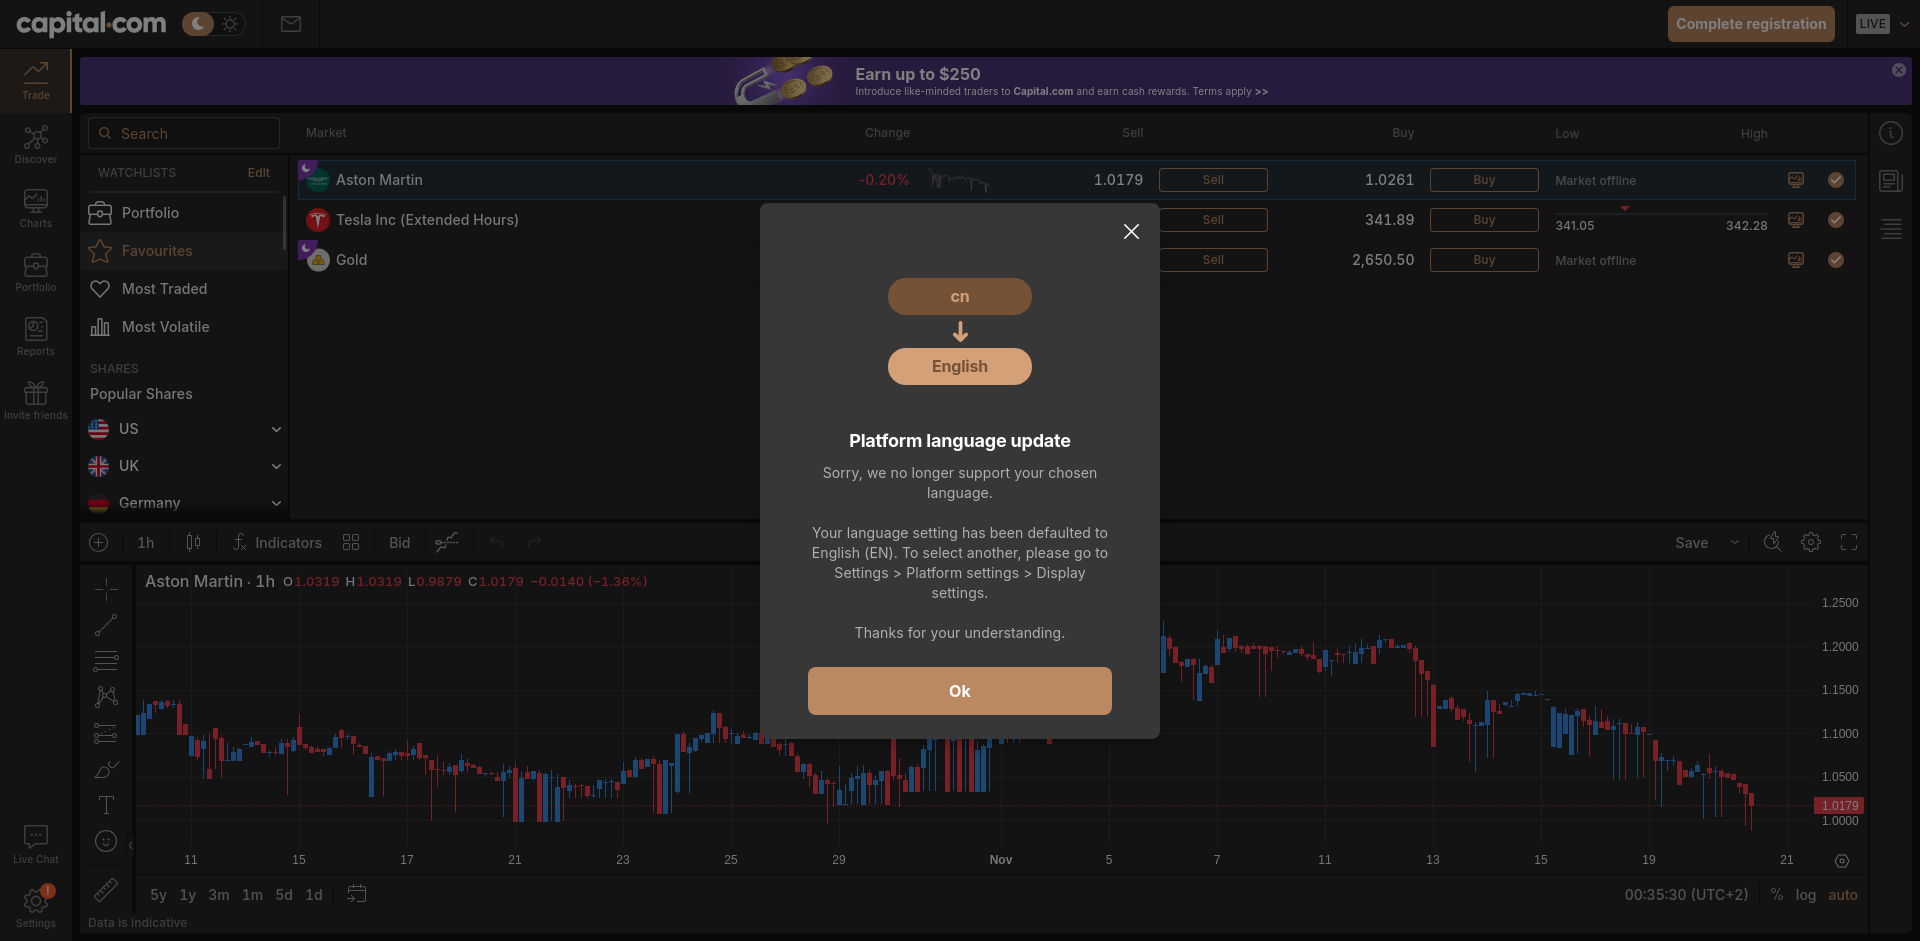 capital.com
Complete registration
LIVE
Trade
Discover
Charts
Portfolio
Reports
Invite friends
Live Chat
!
Settings
Earn up to $250
Introduce like-minded traders to Capital.com and earn cash rewards. Terms apply >>
Search
Market Change Sell Buy Low High
WATCHLISTS Edit
Portfolio
Favourites
Most Traded
Most Volatile
SHARES
Popular Shares
US
UK
Germany
Aston Martin -0.20% 1.0179 Sell 1.0261 Buy Market offline
Tesla Inc (Extended Hours) Sell 341.89 Buy 341.05 342.28
Gold Sell 2,650.50 Buy Market offline
cn
English
Platform language update
Sorry, we no longer support your chosen
language.
Your language setting has been defaulted to
English (EN). To select another, please go to
Settings > Platform settings > Display
settings.
Thanks for your understanding.
Ok
1h Indicators Bid Save
Aston Martin · 1h O1.0319 H1.0319 L0.9879 C1.0179 −0.0140 (−1.36%)
1.2500
1.2000
1.1500
1.1000
1.0500
1.0179
1.0000
11 15 17 21 23 25 29 Nov 5 7 11 13 15 19 21
5y 1y 3m 1m 5d 1d 00:35:30 (UTC+2) % log auto
Data is indicative